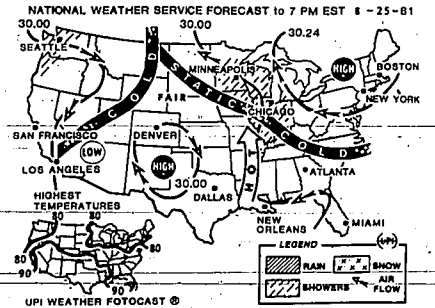 NATIONAL WEATHER SERVICE FORECAST to 7 PM EST 8-25-81
30.00
30.00
30.24
SEATTLE
MINNEAPOLIS
HIGH
BOSTON
NEW YORK
COLD
STATIC
FAIR
CHICAGO
COLD
SAN FRANCISCO
DENVER
LOW
LOS ANGELES
HIGH
30.00
HOT
ATLANTA
DALLAS
NEW ORLEANS
MIAMI
HIGHEST TEMPERATURES
80
80
80
80
90
90
LEGEND
UPI
RAIN
SNOW
SHOWERS
AIR FLOW
UPI WEATHER FOTOCAST ®